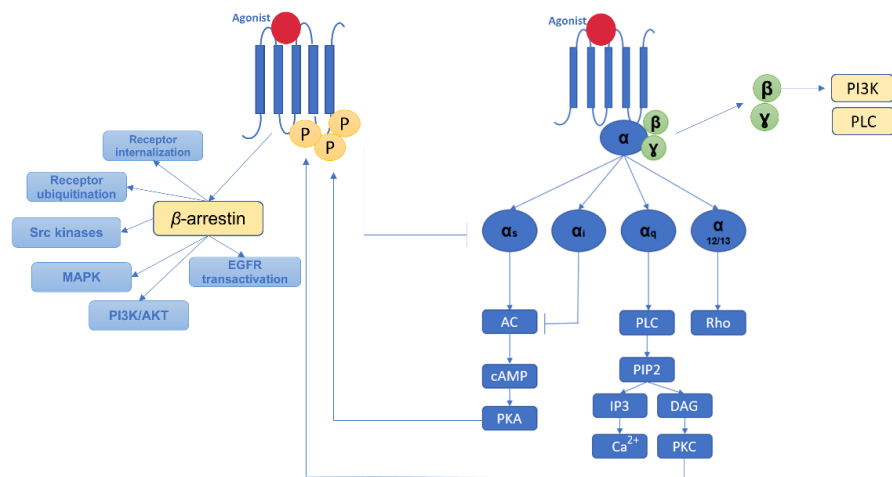 Agonist
Agonist
P
P
P
β
γ
α
β
γ
PI3K
PLC
Receptor
internalization
Receptor
ubiquitination
β-arrestin
Src kinases
EGFR
transactivation
MAPK
PI3K/AKT
αs
αi
αq
α
12/13
AC
PLC
Rho
cAMP
PIP2
PKA
IP3
DAG
Ca2+
PKC